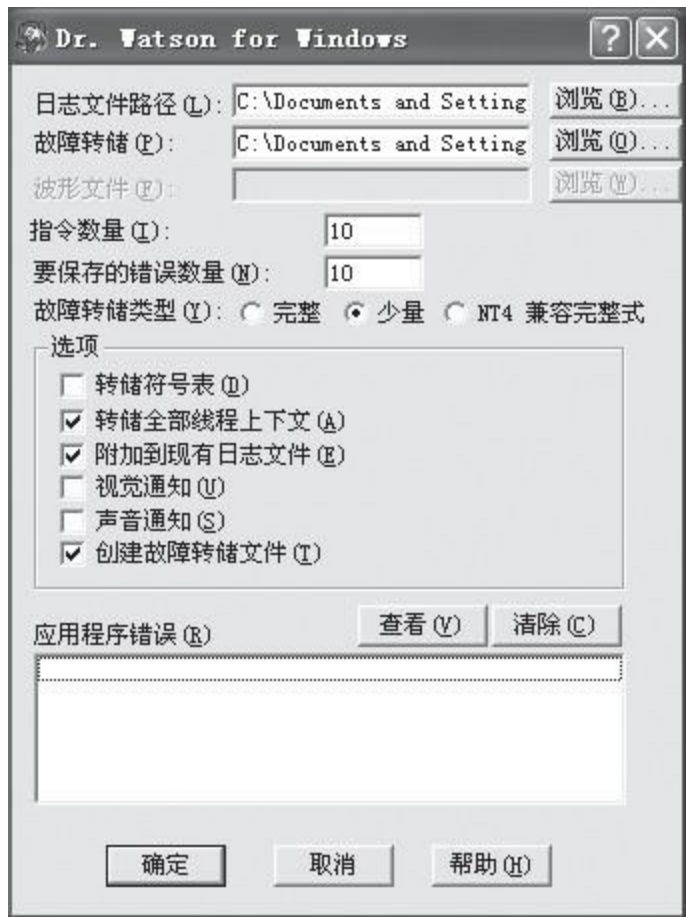 Dr. Watson for Windows
日志文件路径(L): C:\Documents and Setting 浏览(B)...
故障转储(P): C:\Documents and Setting 浏览(O)...
波形文件(F): 浏览(W)...
指令数量(I): 10
要保存的错误数量(N): 10
故障转储类型(Y): 完整 少量 NT4 兼容完整式
选项
转储符号表(D)
转储全部线程上下文(A)
附加到现有日志文件(E)
视觉通知(U)
声音通知(S)
创建故障转储文件(T)
应用程序错误(R) 查看(V) 清除(C)
确定 取消 帮助(H)